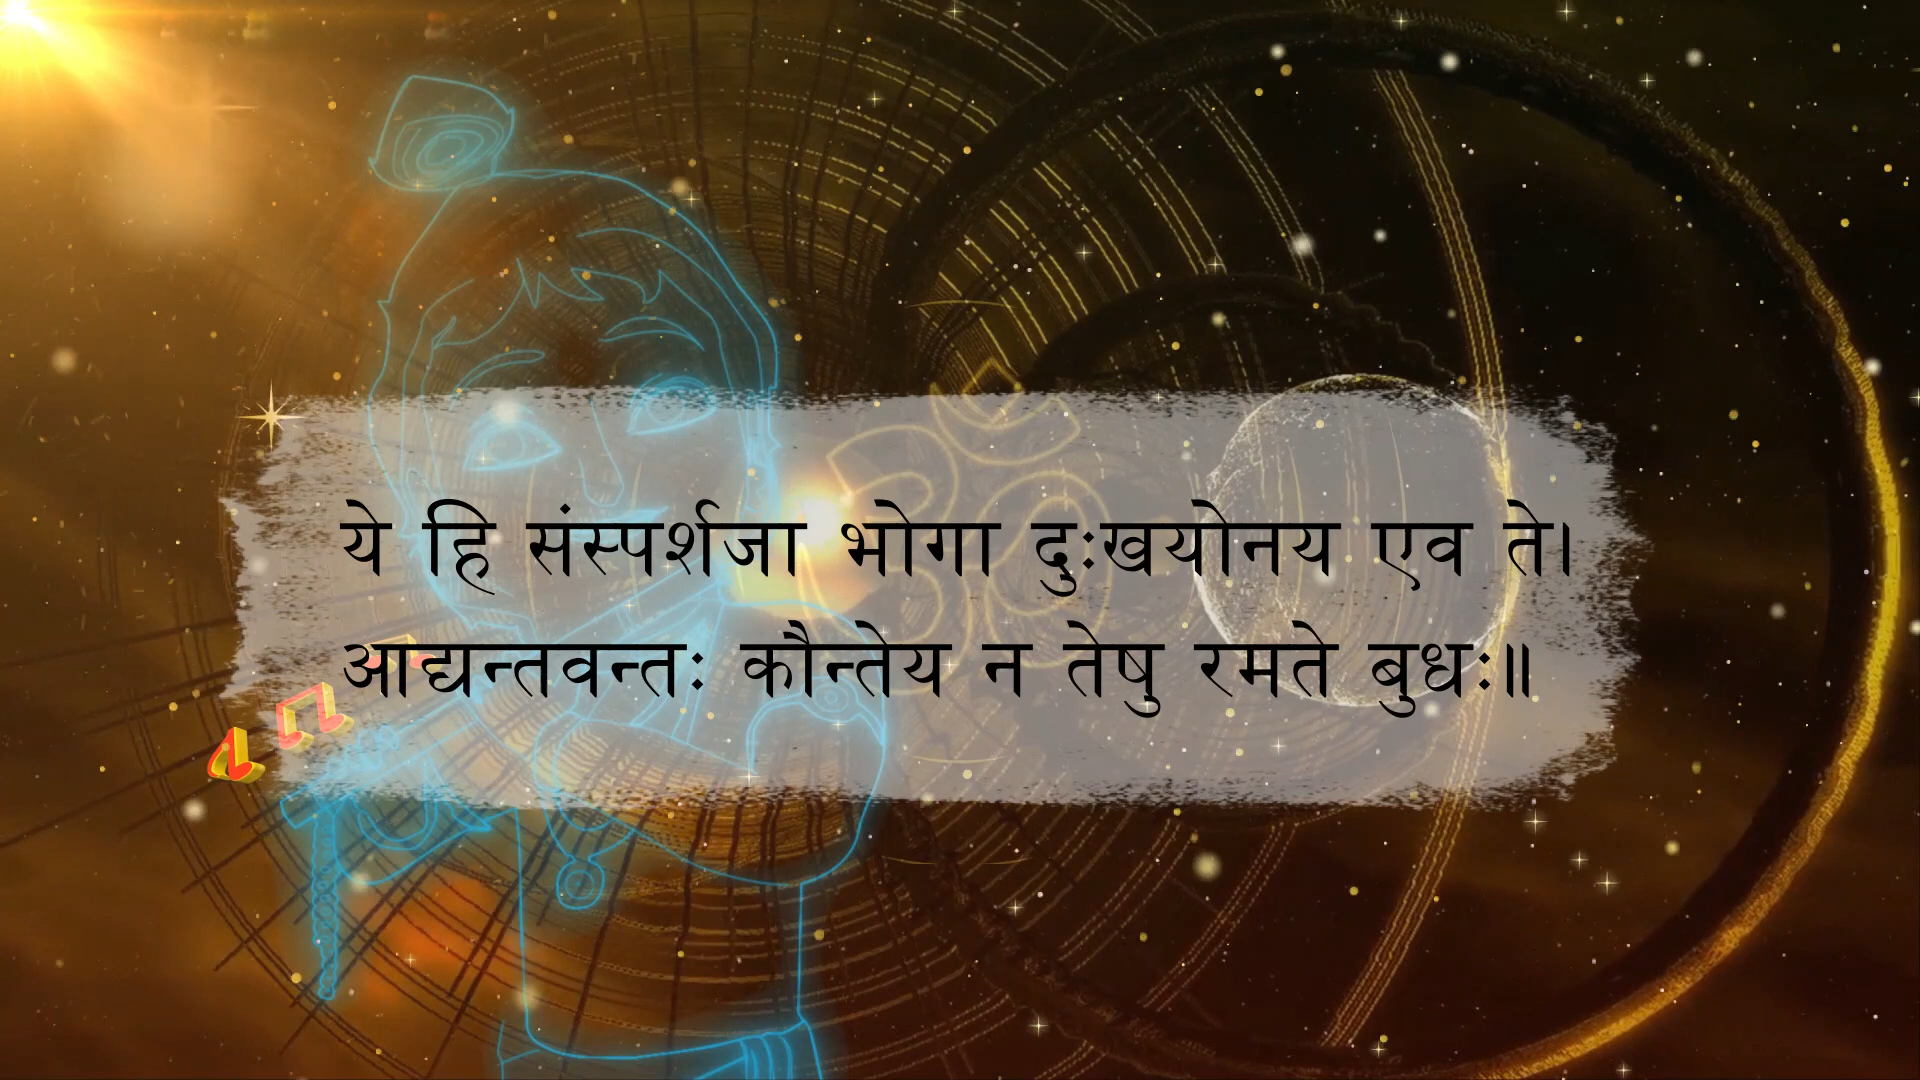 ये हि संस्पर्शजा भोगा दुःखयोनय एव ते।
आद्यन्तवन्तः कौन्तेय न तेषु रमते बुधः॥